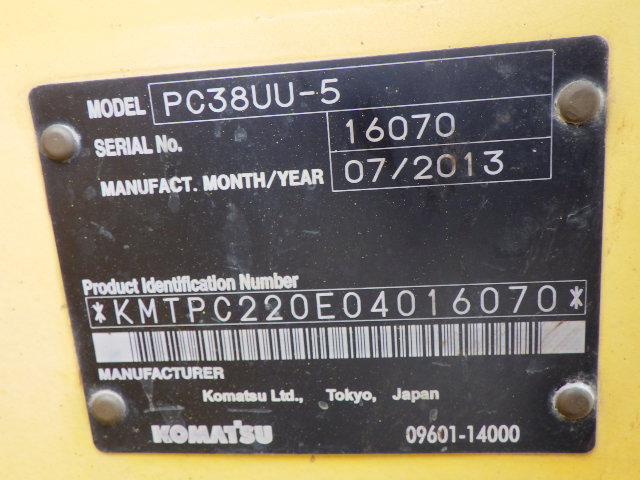 MODEL PC38UU-5
SERIAL No. 16070
MANUFACT. MONTH/YEAR 07/2013
Product Identification Number
*KMTPC220E04016070*
MANUFACTURER
Komatsu Ltd., Tokyo, Japan
KOMATSU 09601-14000